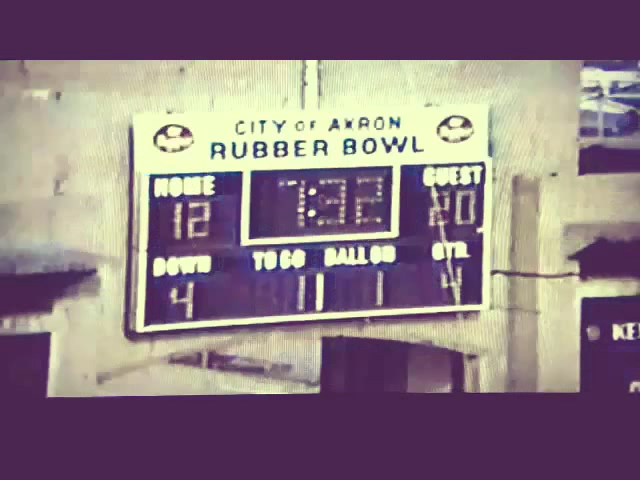 CITY OF AKRON
RUBBER BOWL
HOME
GUEST
12
7:32
20
DOWN TO GO BALL ON QTR.
4
11
1
4
KE